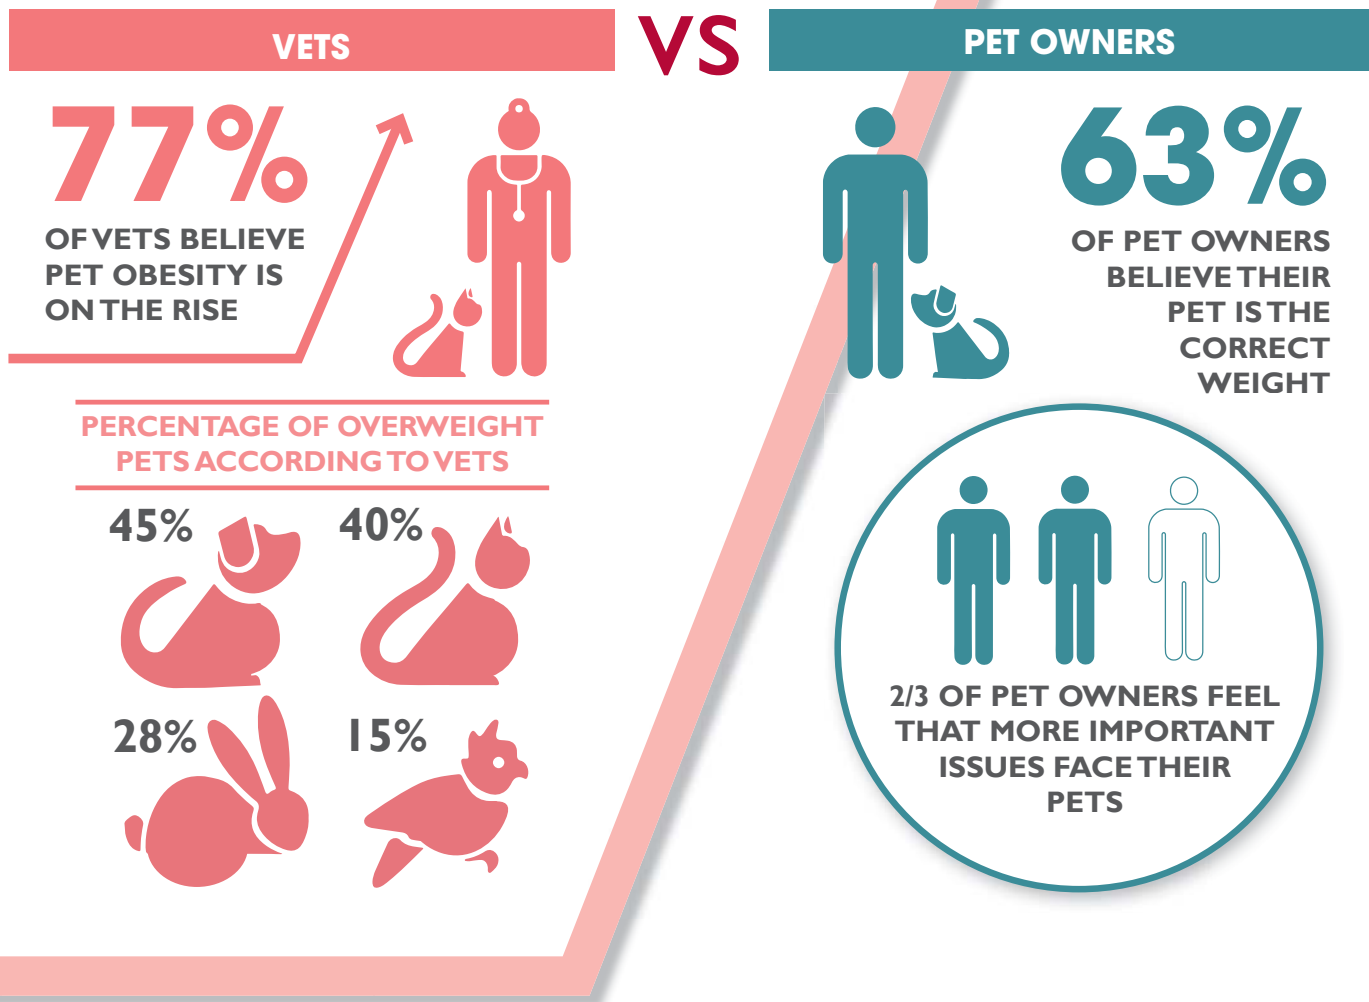 VETS
VS
PET OWNERS
77%
OF VETS BELIEVE
PET OBESITY IS
ON THE RISE
PERCENTAGE OF OVERWEIGHT
PETS ACCORDING TO VETS
45%
40%
28%
15%
63%
OF PET OWNERS
BELIEVE THEIR
PET IS THE
CORRECT
WEIGHT
2/3 OF PET OWNERS FEEL
THAT MORE IMPORTANT
ISSUES FACE THEIR
PETS